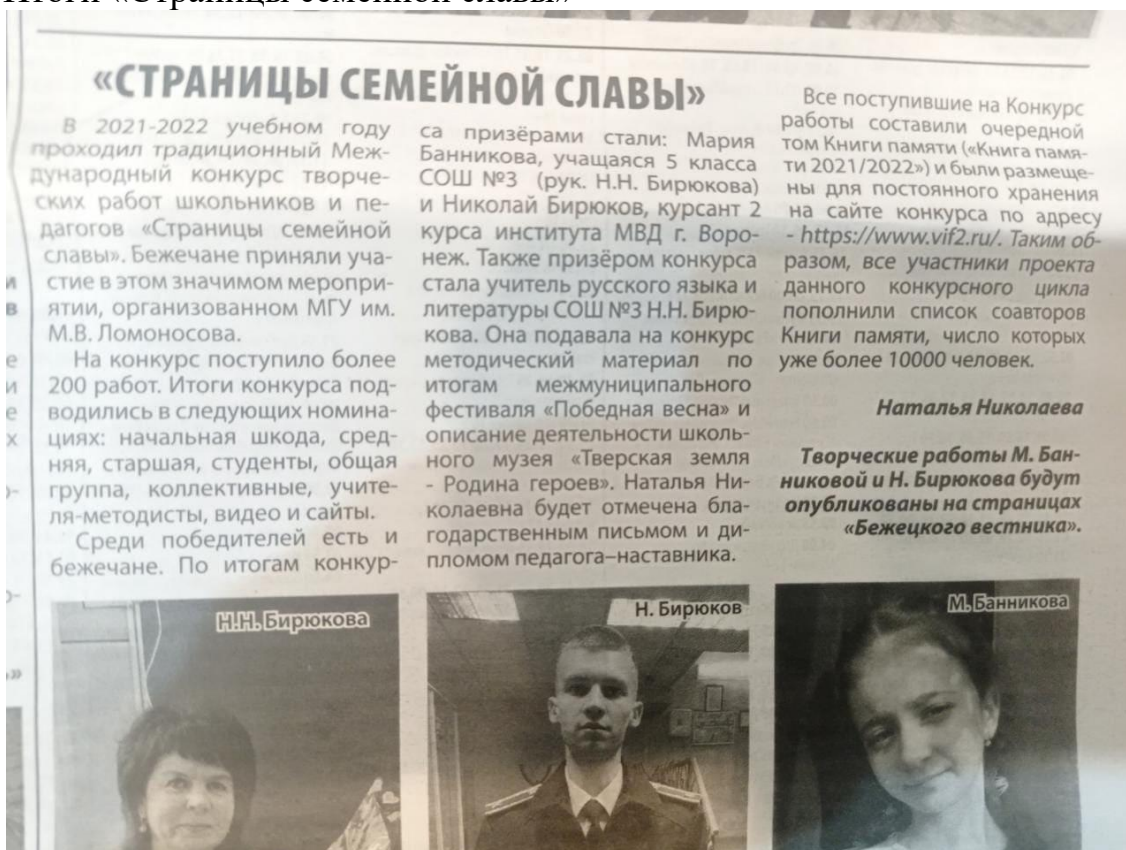 Итоги «Страницы семейной славы»
«СТРАНИЦЫ СЕМЕЙНОЙ СЛАВЫ»
В 2021-2022 учебном году
проходил традиционный Меж-
дународный конкурс творче-
ских работ школьников и пе-
дагогов «Страницы семейной
славы». Бежечане приняли уча-
стие в этом значимом меропри-
ятии, организованном МГУ им.
М.В. Ломоносова.
На конкурс поступило более
200 работ. Итоги конкурса под-
водились в следующих номина-
циях: начальная шкода, сред-
няя, старшая, студенты, общая
группа, коллективные, учите-
ля-методисты, видео и сайты.
Среди победителей есть и
бежечане. По итогам конкур-
са призёрами стали: Мария
Банникова, учащаяся 5 класса
СОШ №3 (рук. Н.Н. Бирюкова)
и Николай Бирюков, курсант 2
курса института МВД г. Воро-
неж. Также призёром конкурса
стала учитель русского языка и
литературы СОШ №3 Н.Н. Бирю-
кова. Она подавала на конкурс
методический материал по
итогам межмуниципального
фестиваля «Победная весна» и
описание деятельности школь-
ного музея «Тверская земля
- Родина героев». Наталья Ни-
колаевна будет отмечена бла-
годарственным письмом и ди-
пломом педагога–наставника.
Все поступившие на Конкурс
работы составили очередной
том Книги памяти («Книга памя-
ти 2021/2022») и были размеще-
ны для постоянного хранения
на сайте конкурса по адресу
- https://www.vif2.ru/. Таким об-
разом, все участники проекта
данного конкурсного цикла
пополнили список соавторов
Книги памяти, число которых
уже более 10000 человек.
Наталья Николаева
Творческие работы М. Бан-
никовой и Н. Бирюкова будут
опубликованы на страницах
«Бежецкого вестника».
Н.Н. Бирюкова
Н. Бирюков
М. Банникова